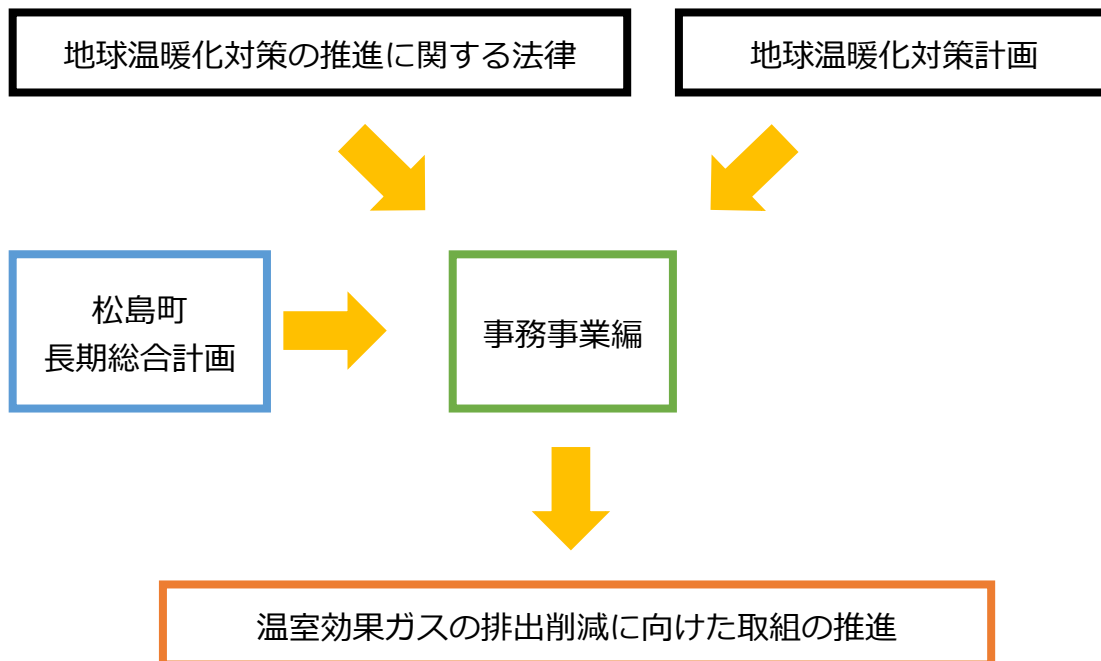 地球温暖化対策の推進に関する法律
地球温暖化対策計画
松島町
長期総合計画
事務事業編
温室効果ガスの排出削減に向けた取組の推進